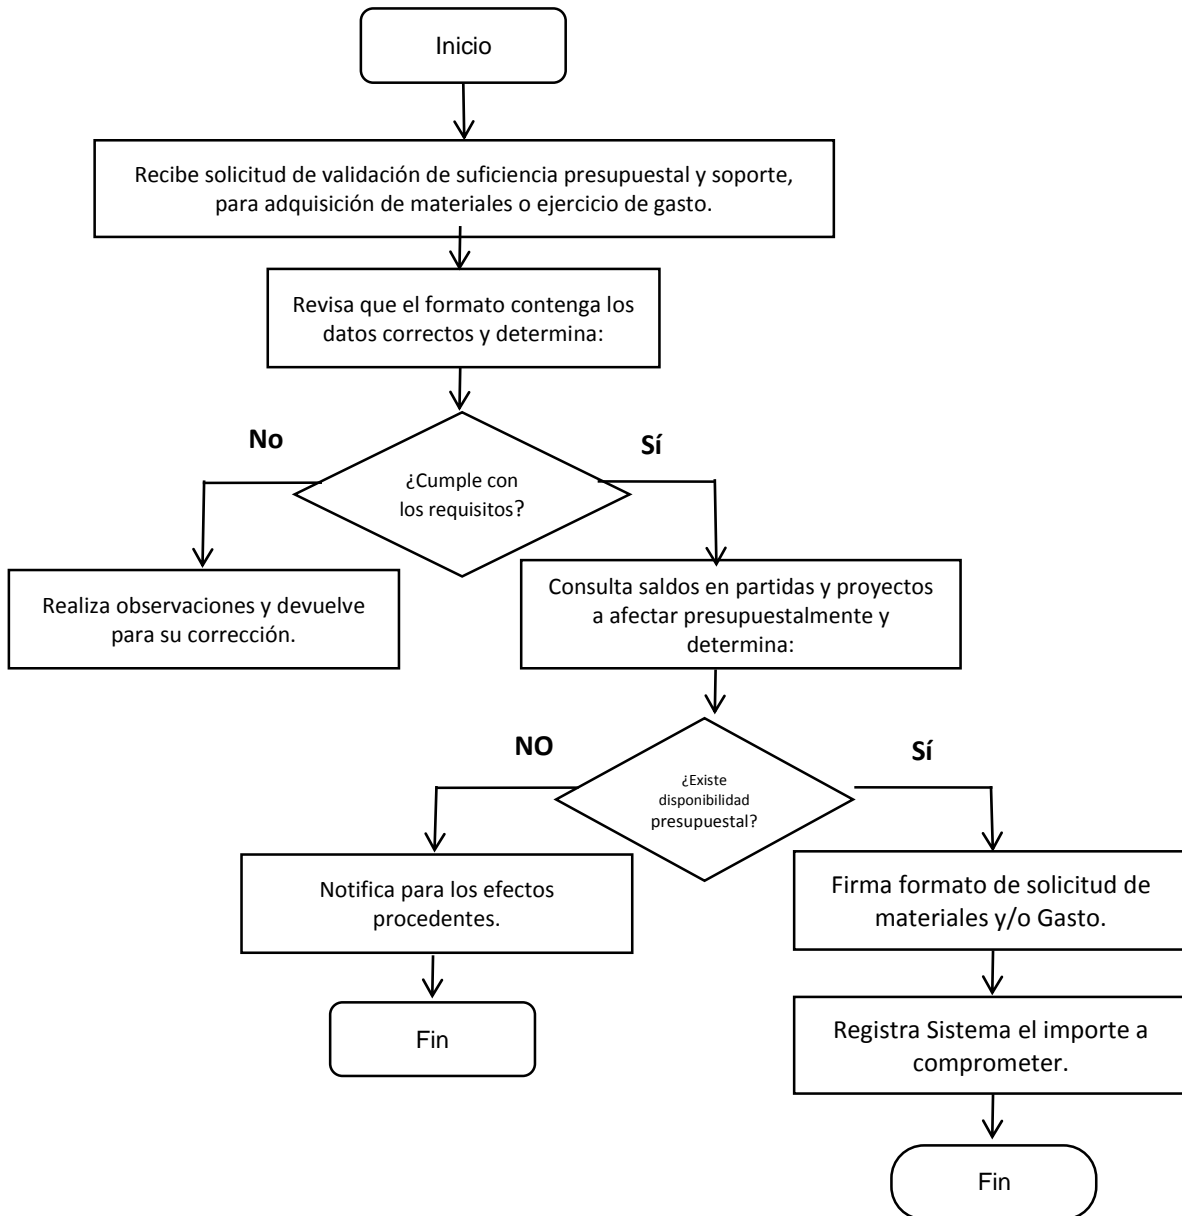 Inicio
Recibe solicitud de validación de suficiencia presupuestal y soporte,
para adquisición de materiales o ejercicio de gasto.
Revisa que el formato contenga los
datos correctos y determina:
No
Sí
¿Cumple con
los requisitos?
Realiza observaciones y devuelve
para su corrección.
Consulta saldos en partidas y proyectos
a afectar presupuestalmente y
determina:
NO
Sí
¿Existe
disponibilidad
presupuestal?
Notifica para los efectos
procedentes.
Firma formato de solicitud de
materiales y/o Gasto.
Fin
Registra Sistema el importe a
comprometer.
Fin